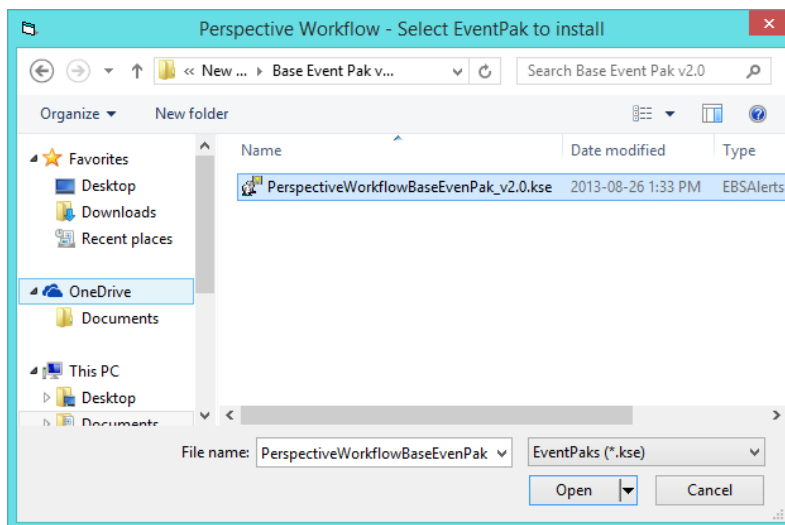 Perspective Workflow - Select EventPak to install
« New ... Base Event Pak v...
Search Base Event Pak v2.0
Organize
New folder
Name
Date modified
Type
Favorites
Desktop
Downloads
Recent places
OneDrive
Documents
This PC
Desktop
Documents
PerspectiveWorkflowBaseEvenPak_v2.0.kse 2013-08-26 1:33 PM EBSAlerts
File name: PerspectiveWorkflowBaseEvenPak
EventPaks (*.kse)
Open
Cancel